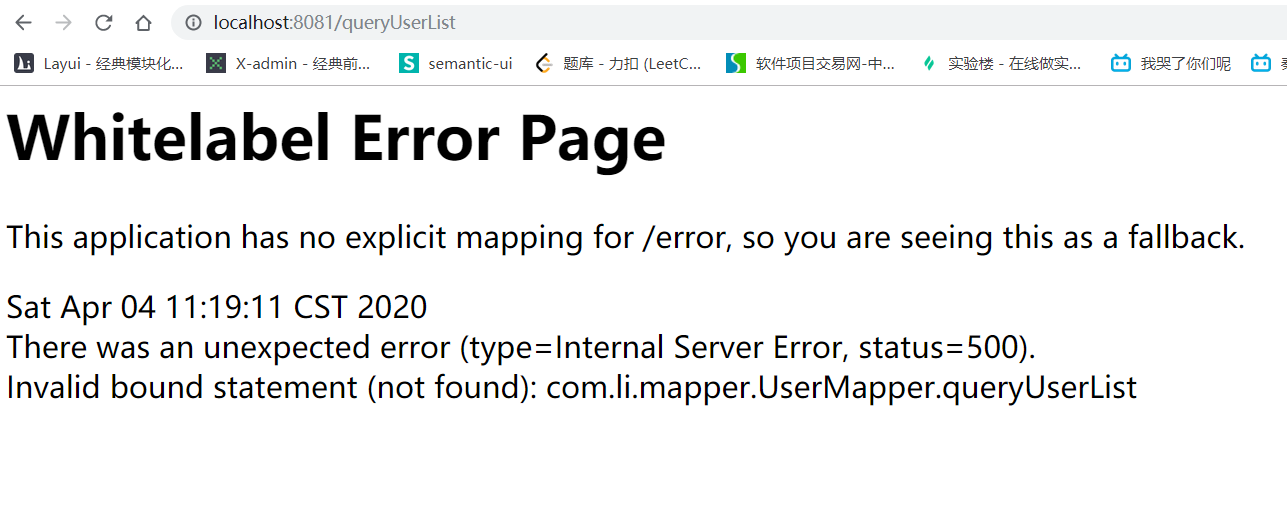 localhost:8081/queryUserList
Layui - 经典模块化... X-admin - 经典前... semantic-ui 题库 - 力扣 (LeetC... 软件项目交易网-中... 实验楼 - 在线做实... 我哭了你们呢
Whitelabel Error Page
This application has no explicit mapping for /error, so you are seeing this as a fallback.
Sat Apr 04 11:19:11 CST 2020
There was an unexpected error (type=Internal Server Error, status=500).
Invalid bound statement (not found): com.li.mapper.UserMapper.queryUserList